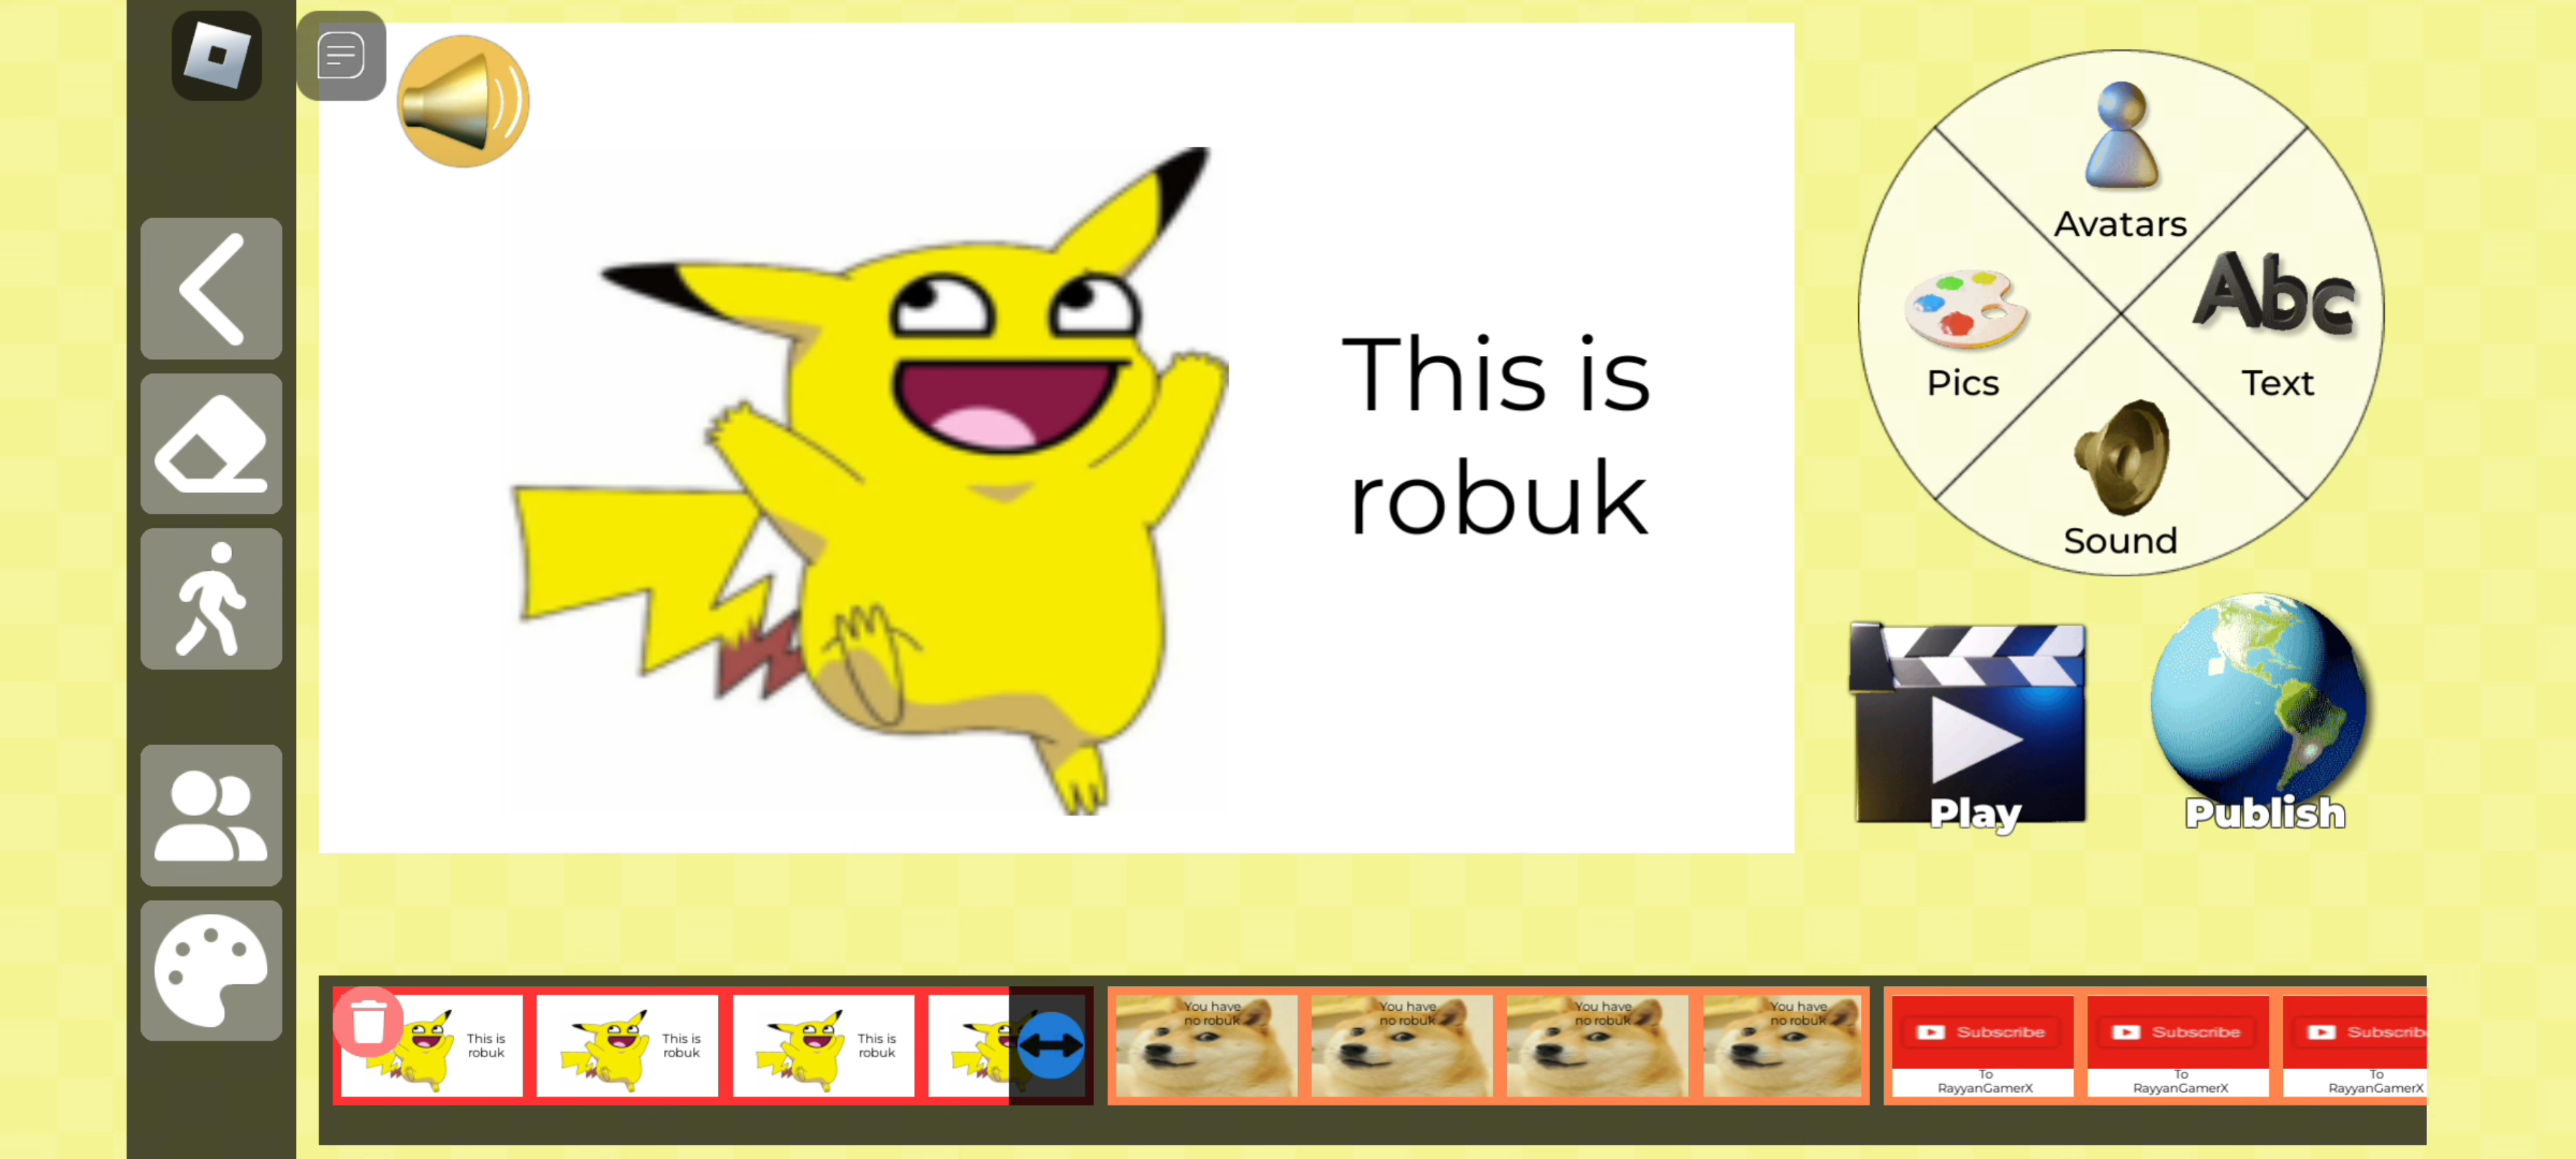 This is
robuk
Avatars
Abc
Text
Pics
Sound
Play
Publish
This is
robuk
This is
robuk
This is
robuk
You have
no robuk
You have
no robuk
You have
no robuk
You have
no robuk
Subscribe
To
RayyanGamerX
Subscribe
To
RayyanGamerX
Subscrib
To
RayyanGamerX